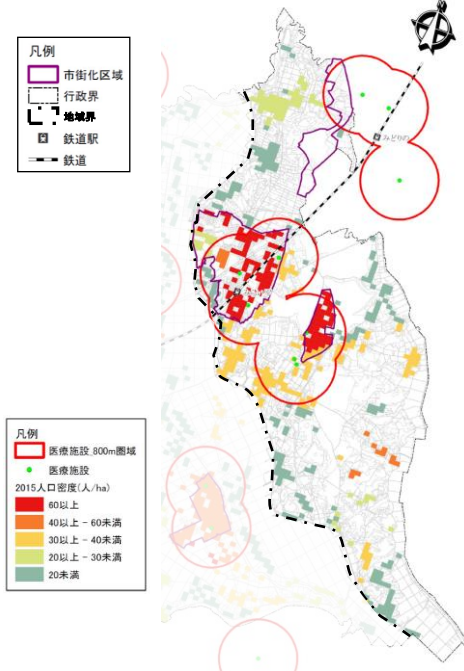 凡例
市街化区域
行政界
地域界
鉄道駅
鉄道
みどりの
凡例
医療施設_800m圏域
医療施設
2015人口密度(人/ha)
60以上
40以上 - 60未満
30以上 - 40未満
20以上 - 30未満
20未満